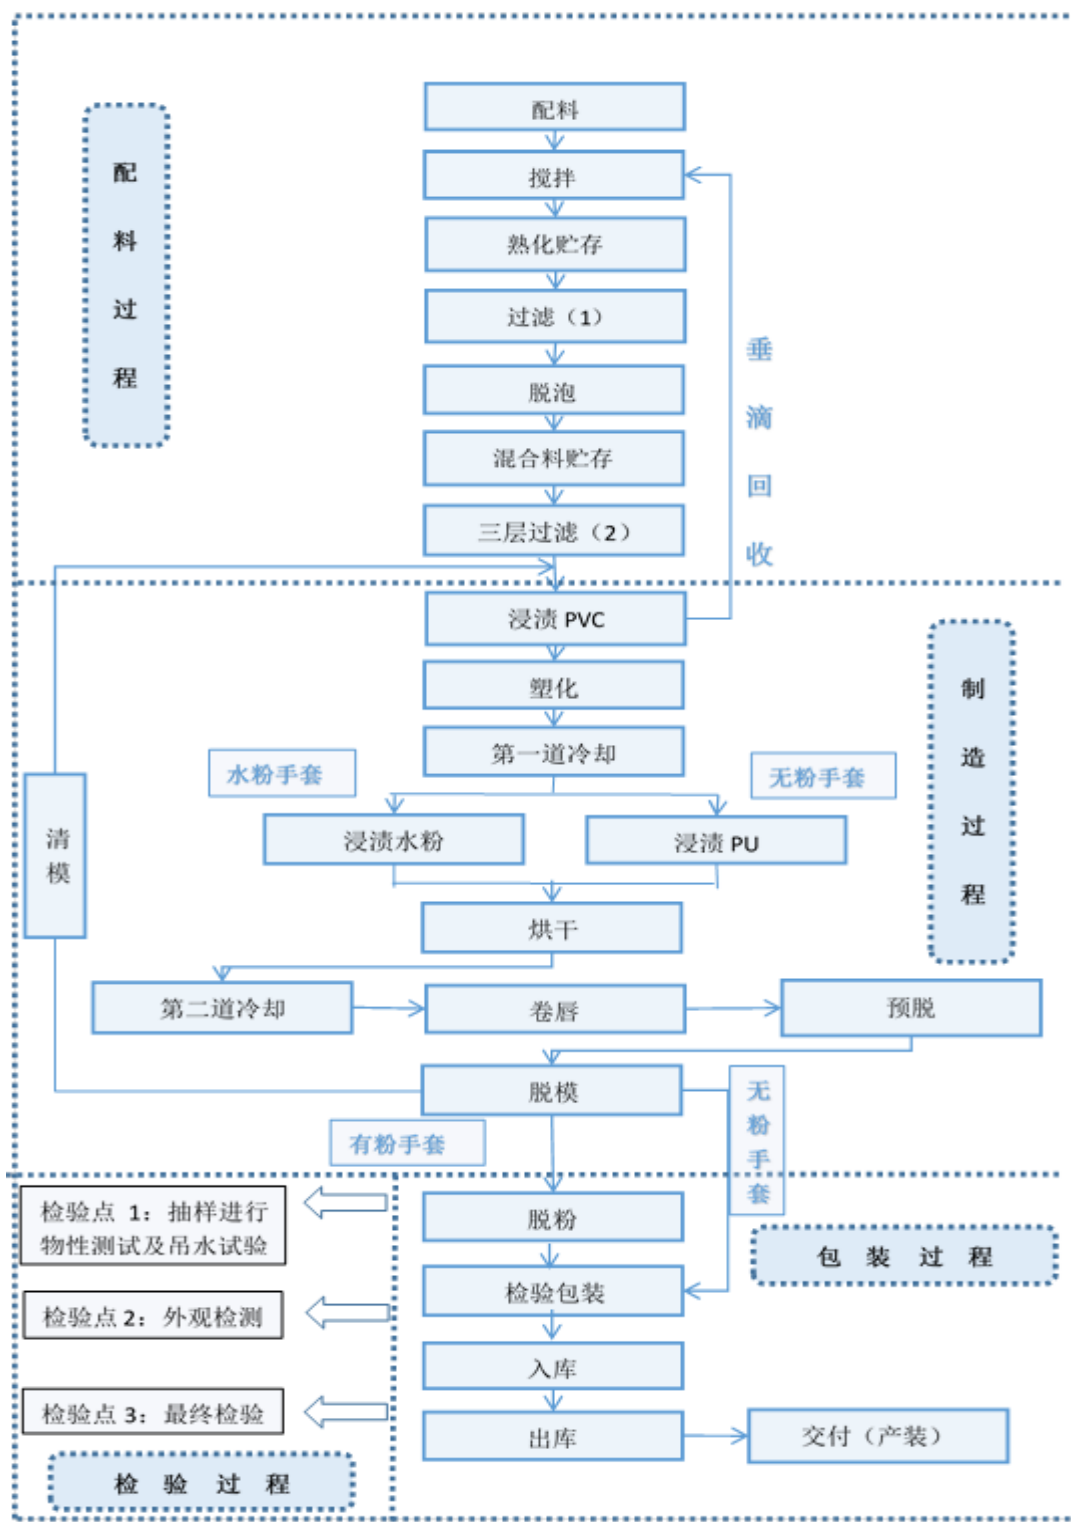 配料过程
配料
搅拌
熟化贮存
过滤（1）
脱泡
混合料贮存
三层过滤（2）
垂滴回收
浸渍 PVC
塑化
第一道冷却
制造过程
水粉手套
无粉手套
清模
浸渍水粉
浸渍 PU
烘干
第二道冷却
卷唇
预脱
脱模
有粉手套
无粉手套
检验点 1：抽样进行
物性测试及吊水试验
检验点 2：外观检测
检验点 3：最终检验
检 验 过 程
脱粉
检验包装
入库
出库
交付（产装）
包 装 过 程